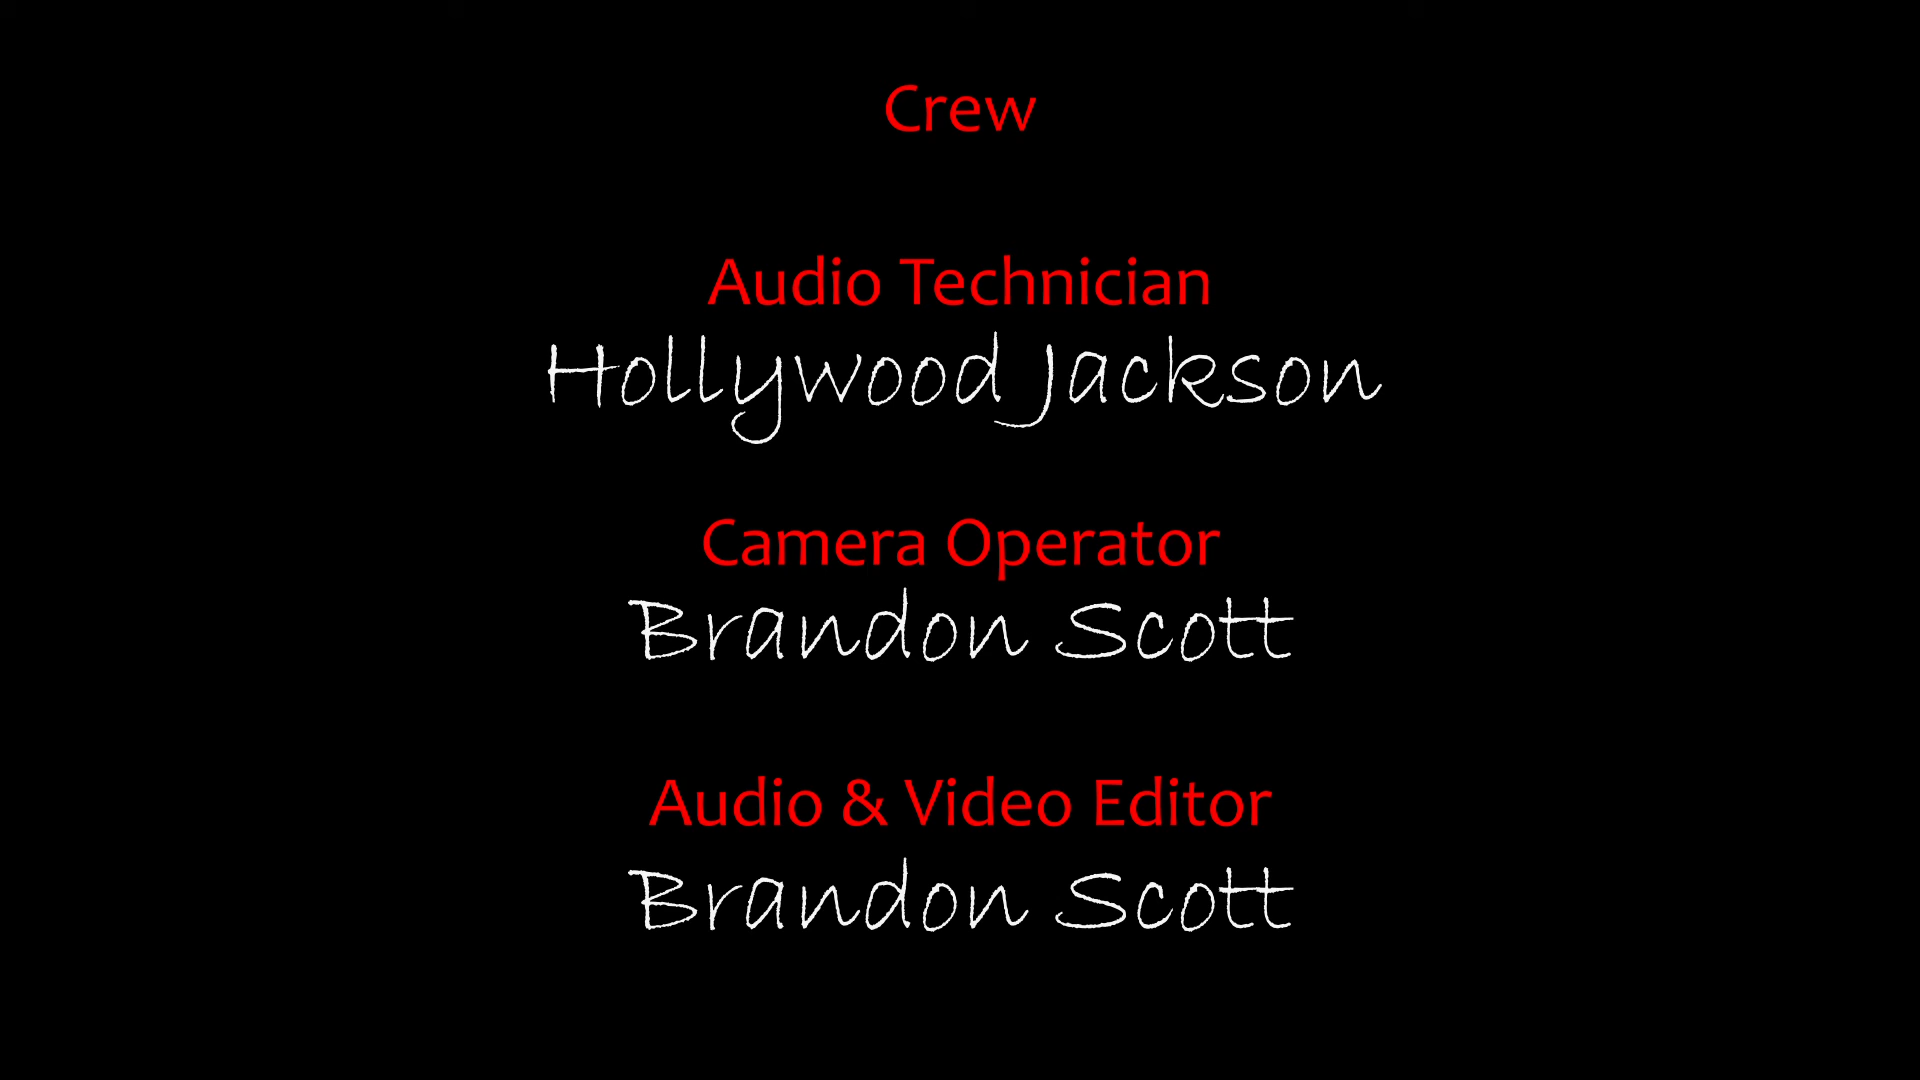 Crew
Audio Technician
Hollywood Jackson
Camera Operator
Brandon Scott
Audio & Video Editor
Brandon Scott